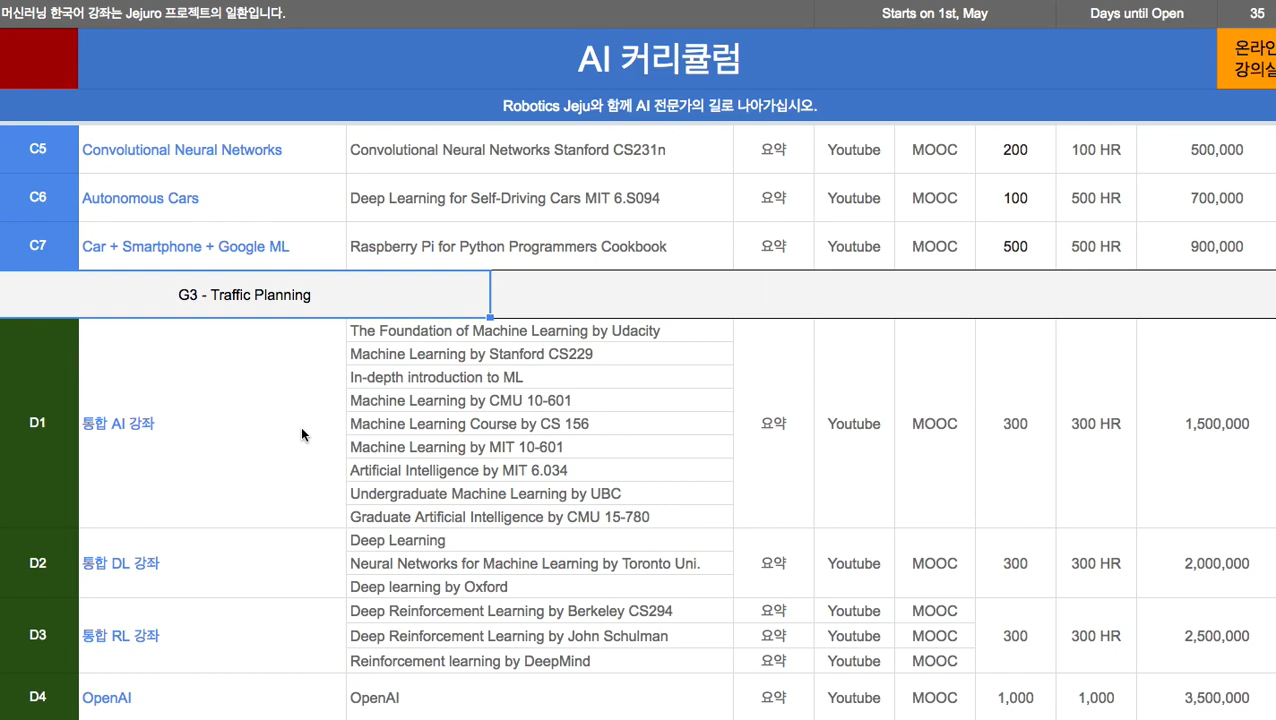 머신러닝 한국어 강좌는 Jejuro 프로젝트의 일환입니다. Starts on 1st, May Days until Open 35
AI 커리큘럼
온라인
강의실
Robotics Jeju와 함께 AI 전문가의 길로 나아가십시오.
C5 Convolutional Neural Networks Convolutional Neural Networks Stanford CS231n 요약 Youtube MOOC 200 100 HR 500,000
C6 Autonomous Cars Deep Learning for Self-Driving Cars MIT 6.S094 요약 Youtube MOOC 100 500 HR 700,000
C7 Car + Smartphone + Google ML Raspberry Pi for Python Programmers Cookbook 요약 Youtube MOOC 500 500 HR 900,000
G3 - Traffic Planning
The Foundation of Machine Learning by Udacity
Machine Learning by Stanford CS229
In-depth introduction to ML
Machine Learning by CMU 10-601
D1 통합 AI 강좌 Machine Learning Course by CS 156 요약 Youtube MOOC 300 300 HR 1,500,000
Machine Learning by MIT 10-601
Artificial Intelligence by MIT 6.034
Undergraduate Machine Learning by UBC
Graduate Artificial Intelligence by CMU 15-780
Deep Learning
D2 통합 DL 강좌 Neural Networks for Machine Learning by Toronto Uni. 요약 Youtube MOOC 300 300 HR 2,000,000
Deep learning by Oxford
Deep Reinforcement Learning by Berkeley CS294 요약 Youtube MOOC
D3 통합 RL 강좌 Deep Reinforcement Learning by John Schulman 요약 Youtube MOOC 300 300 HR 2,500,000
Reinforcement learning by DeepMind 요약 Youtube MOOC
D4 OpenAI OpenAI 요약 Youtube MOOC 1,000 1,000 3,500,000